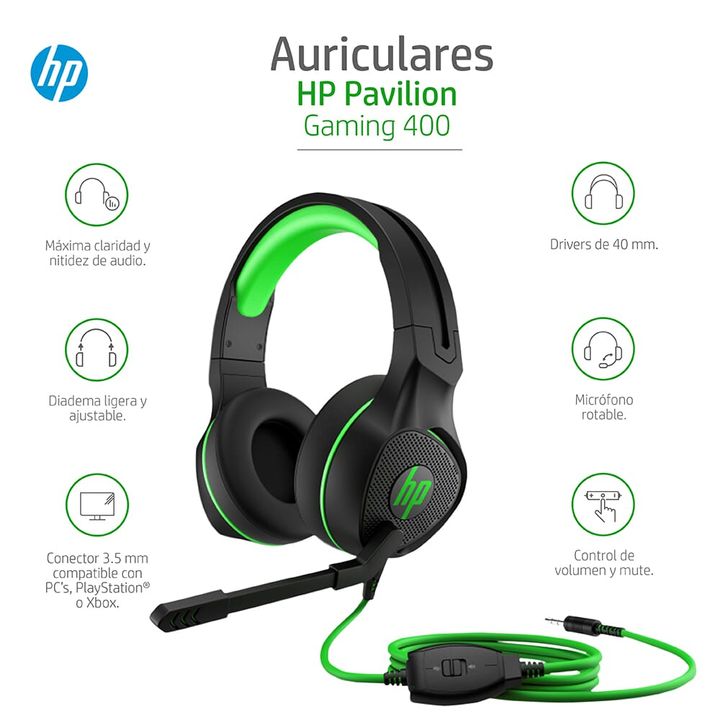 hp
Auriculares
HP Pavilion
Gaming 400
Máxima claridad y
nitidez de audio.
Drivers de 40 mm.
Diadema ligera y
ajustable.
Micrófono
rotable.
Conector 3.5 mm
compatible con
PC's, PlayStation®
o Xbox.
Control de
volumen y mute.
hp